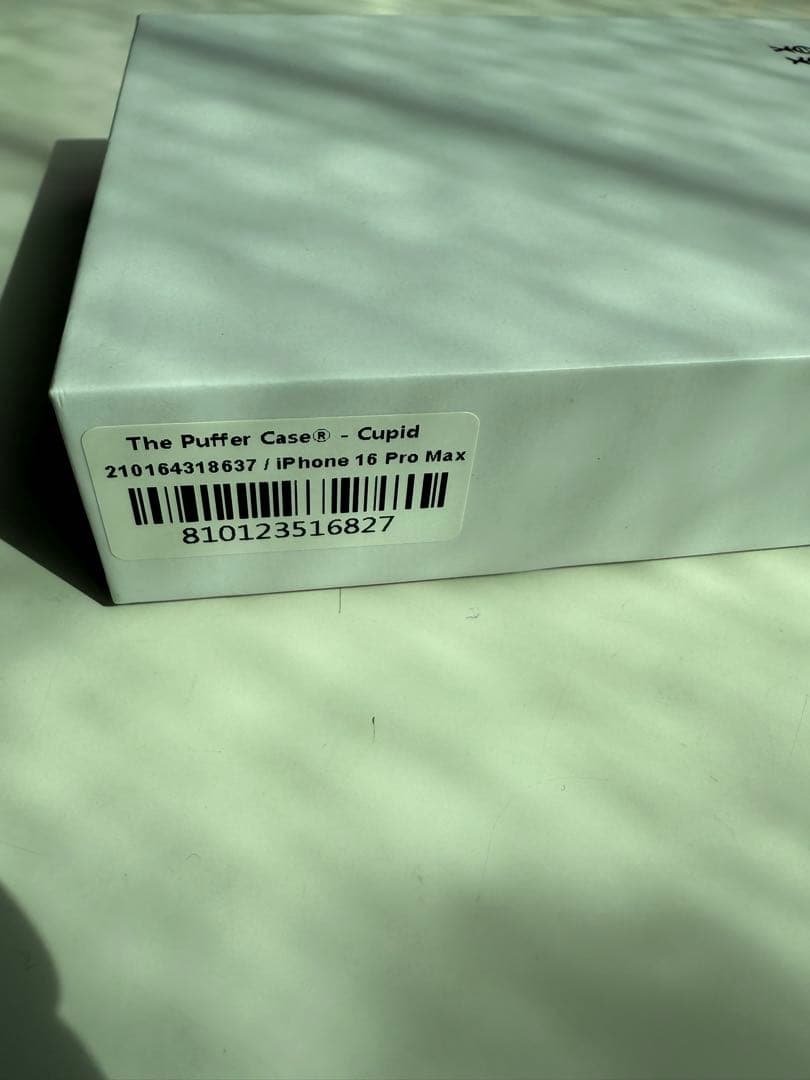 The Puffer Case® - Cupid
210164318637 / iPhone 16 Pro Max
810123516827